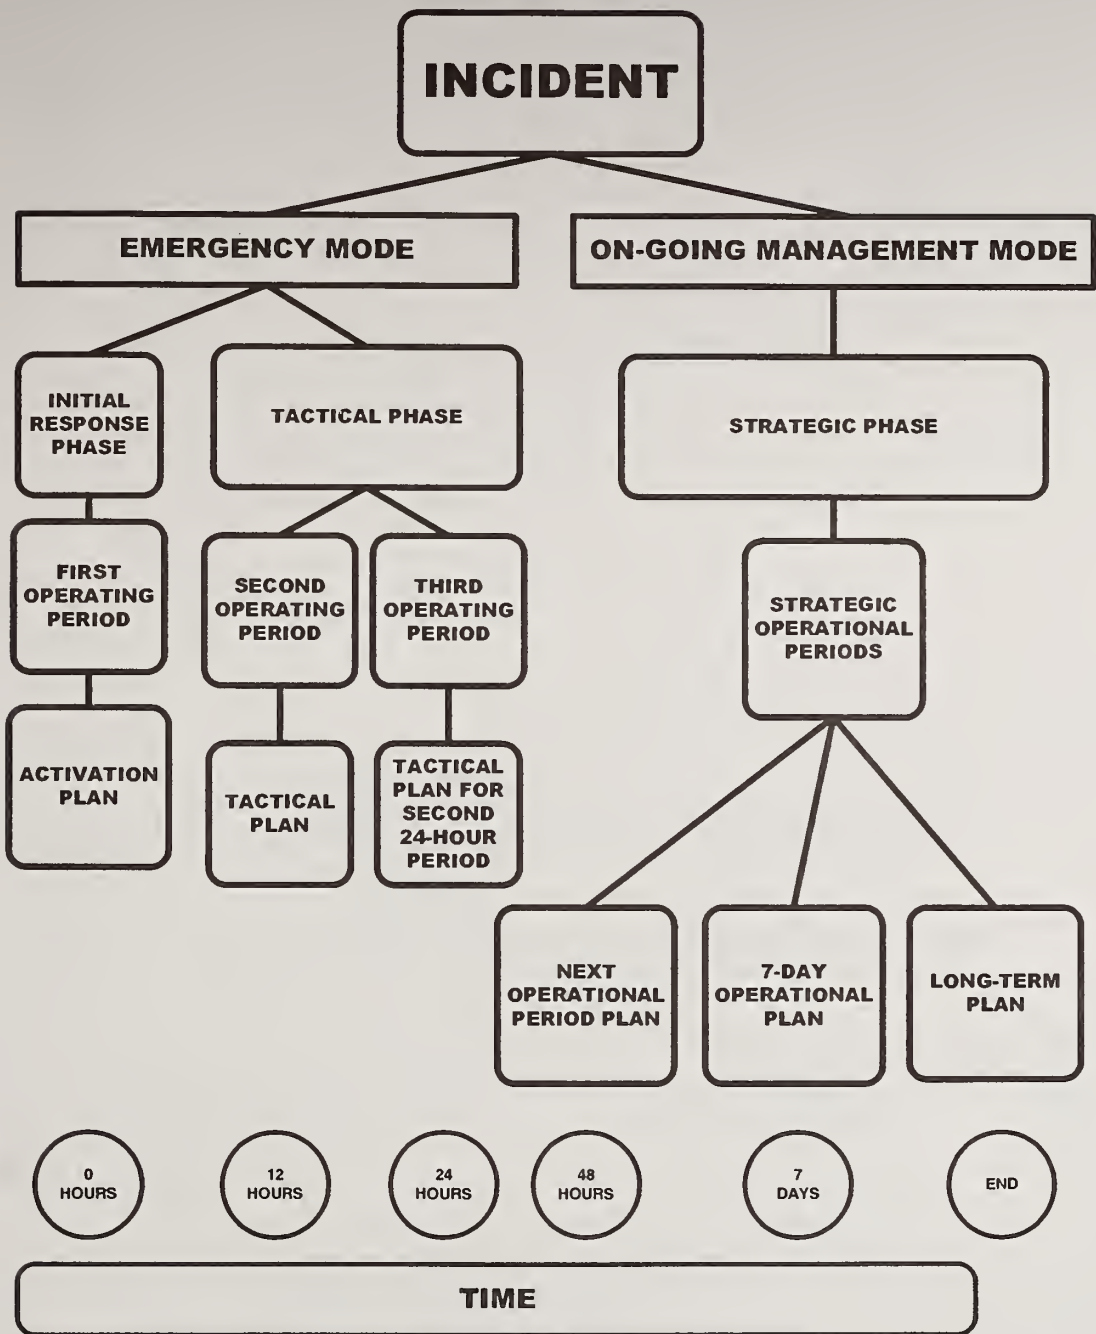 INCIDENT
EMERGENCY MODE
ON-GOING MANAGEMENT MODE
INITIAL
RESPONSE
PHASE
TACTICAL PHASE
STRATEGIC PHASE
FIRST
OPERATING
PERIOD
SECOND
OPERATING
PERIOD
THIRD
OPERATING
PERIOD
STRATEGIC
OPERATIONAL
PERIODS
ACTIVATION
PLAN
TACTICAL
PLAN
TACTICAL
PLAN FOR
SECOND
24-HOUR
PERIOD
NEXT
OPERATIONAL
PERIOD PLAN
7-DAY
OPERATIONAL
PLAN
LONG-TERM
PLAN
0
HOURS
12
HOURS
24
HOURS
48
HOURS
7
DAYS
END
TIME